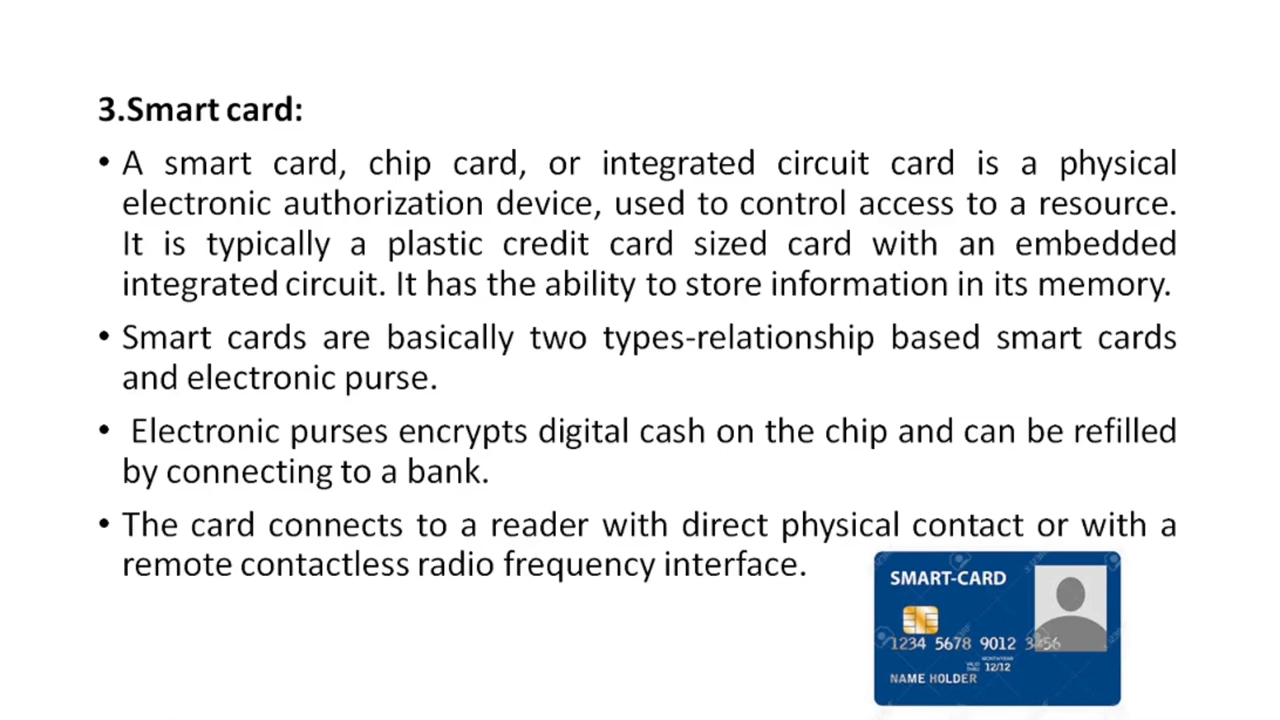 3.Smart card:
• A smart card, chip card, or integrated circuit card is a physical
electronic authorization device, used to control access to a resource.
It is typically a plastic credit card sized card with an embedded
integrated circuit. It has the ability to store information in its memory.
• Smart cards are basically two types-relationship based smart cards
and electronic purse.
• Electronic purses encrypts digital cash on the chip and can be refilled
by connecting to a bank.
• The card connects to a reader with direct physical contact or with a
remote contactless radio frequency interface.
SMART-CARD
1234 5678 9012 3456
MONTH/YEAR
VALID
THRU 12/12
NAME HOLDER